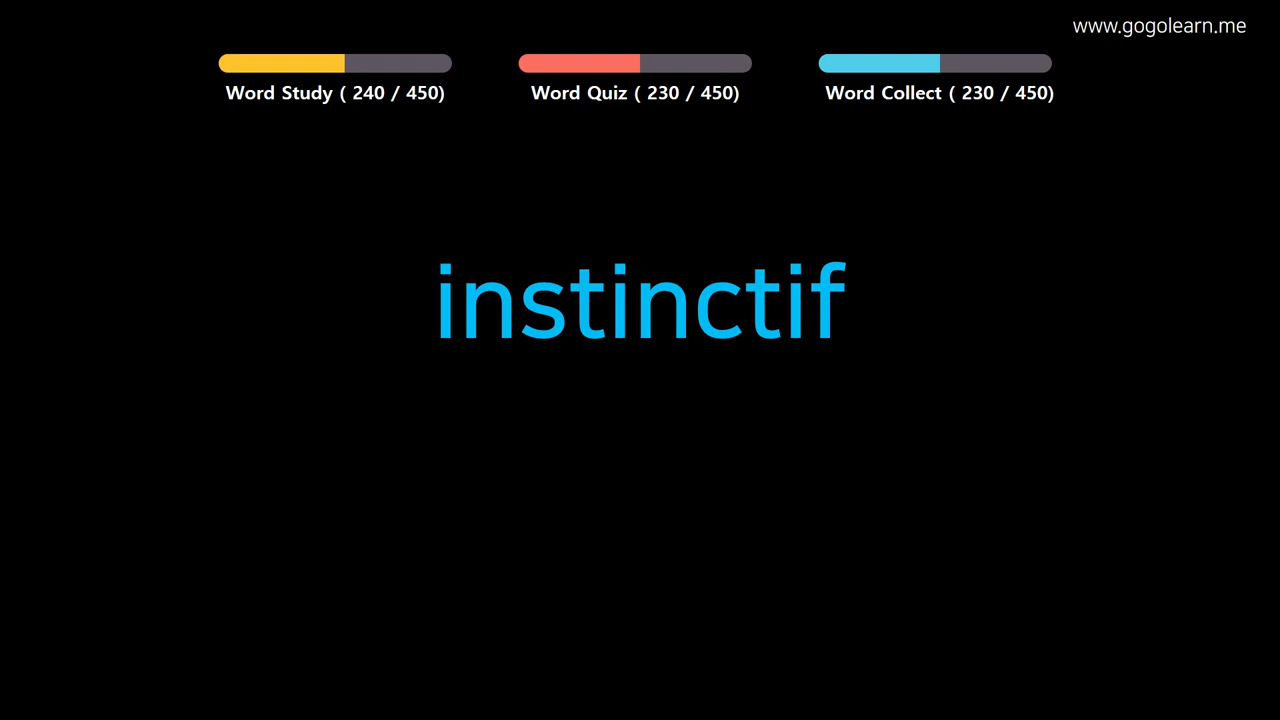 www.gogolearn.me
Word Study ( 240 / 450)
Word Quiz ( 230 / 450)
Word Collect ( 230 / 450)
instinctif